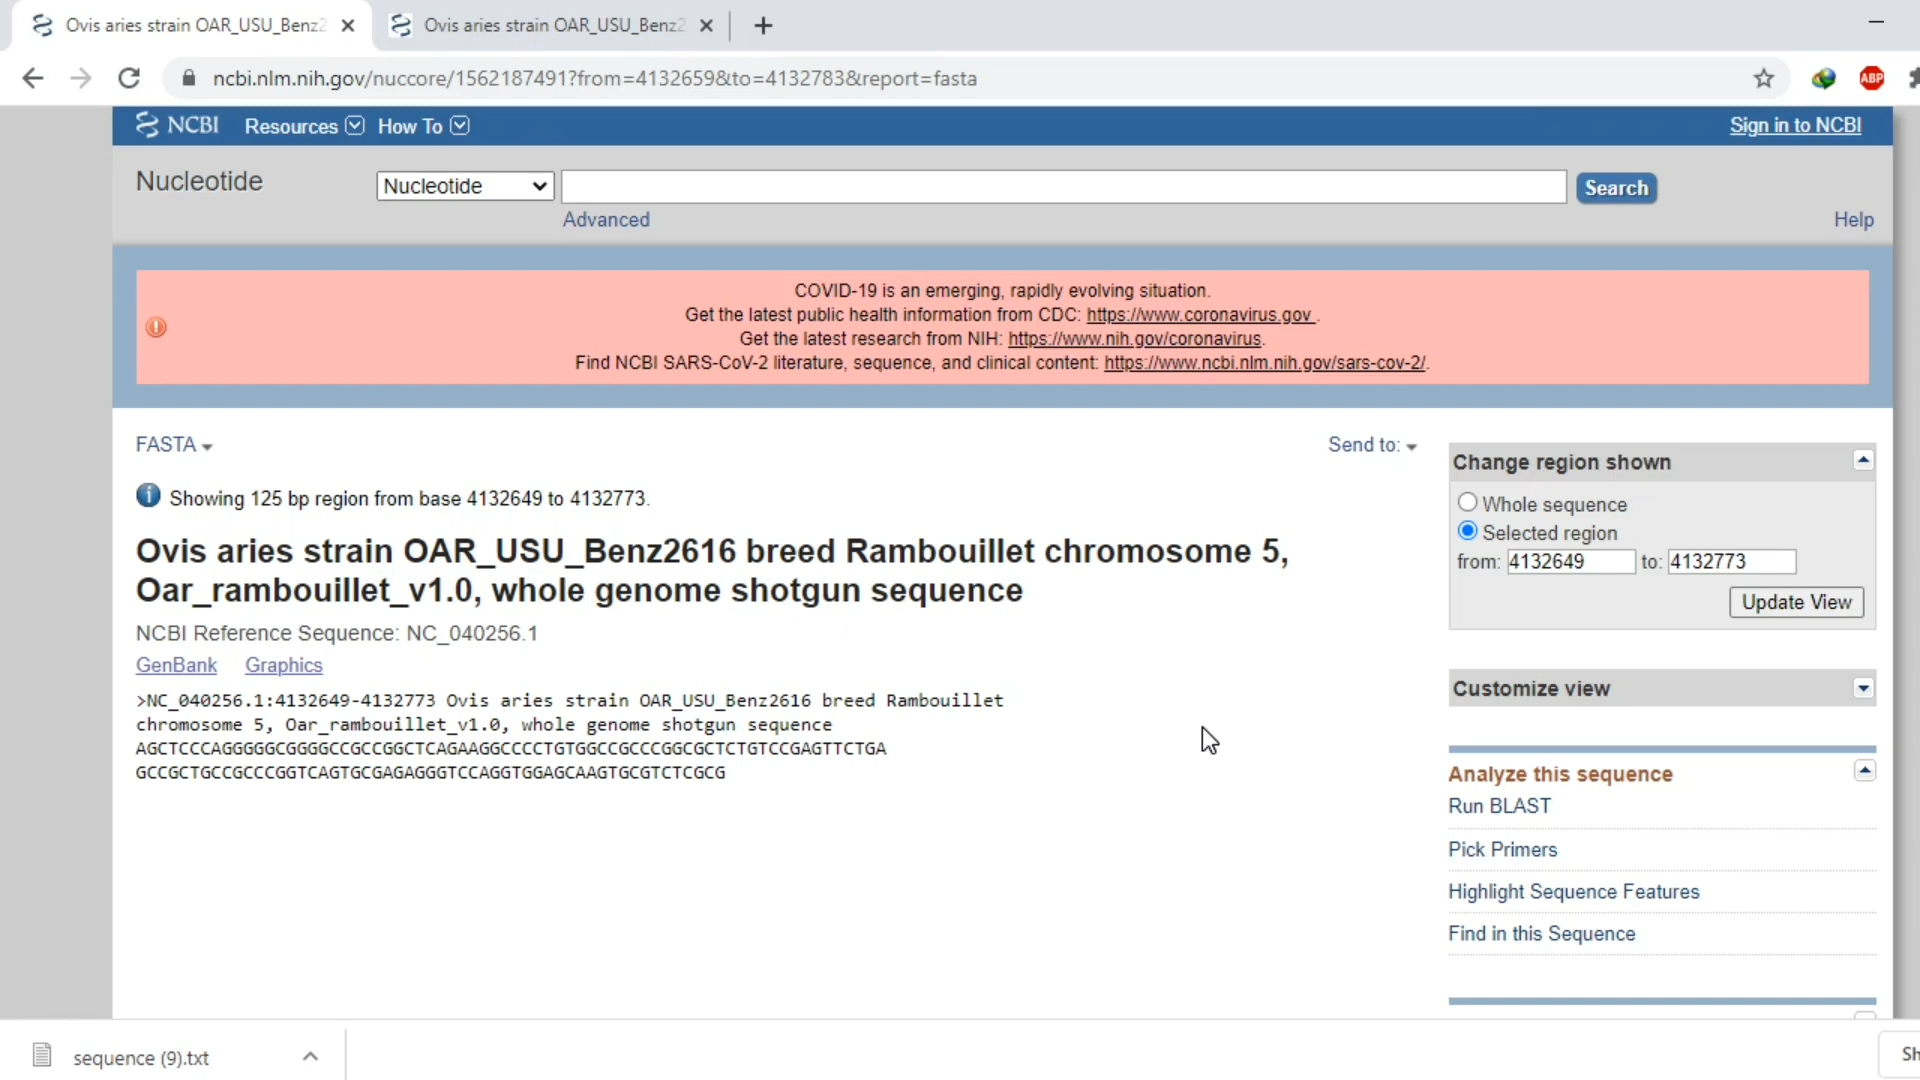 Ovis aries strain OAR_USU_Benz2
Ovis aries strain OAR_USU_Benz2
ncbi.nlm.nih.gov/nuccore/1562187491?from=4132659&to=4132783&report=fasta
ABP
NCBI Resources How To Sign in to NCBI
Nucleotide Nucleotide Search
Advanced Help
COVID-19 is an emerging, rapidly evolving situation.
Get the latest public health information from CDC: https://www.coronavirus.gov .
Get the latest research from NIH: https://www.nih.gov/coronavirus.
Find NCBI SARS-CoV-2 literature, sequence, and clinical content: https://www.ncbi.nlm.nih.gov/sars-cov-2/.
FASTA Send to:
Showing 125 bp region from base 4132649 to 4132773.
Ovis aries strain OAR_USU_Benz2616 breed Rambouillet chromosome 5,
Oar_rambouillet_v1.0, whole genome shotgun sequence
NCBI Reference Sequence: NC_040256.1
GenBank Graphics
>NC_040256.1:4132649-4132773 Ovis aries strain OAR_USU_Benz2616 breed Rambouillet
chromosome 5, Oar_rambouillet_v1.0, whole genome shotgun sequence
AGCTCCCAGGGGGCGGGGCCGCCGGCTCAGAAGGCCCCTGTGGCCGCCCGGCGCTCTGTCCGAGTTCTGA
GCCGCTGCCGCCCGGTCAGTGCGAGAGGGTCCAGGTGGAGCAAGTGCGTCTCGCG
Change region shown
Whole sequence
Selected region
from: 4132649 to: 4132773
Update View
Customize view
Analyze this sequence
Run BLAST
Pick Primers
Highlight Sequence Features
Find in this Sequence
sequence (9).txt
Sh